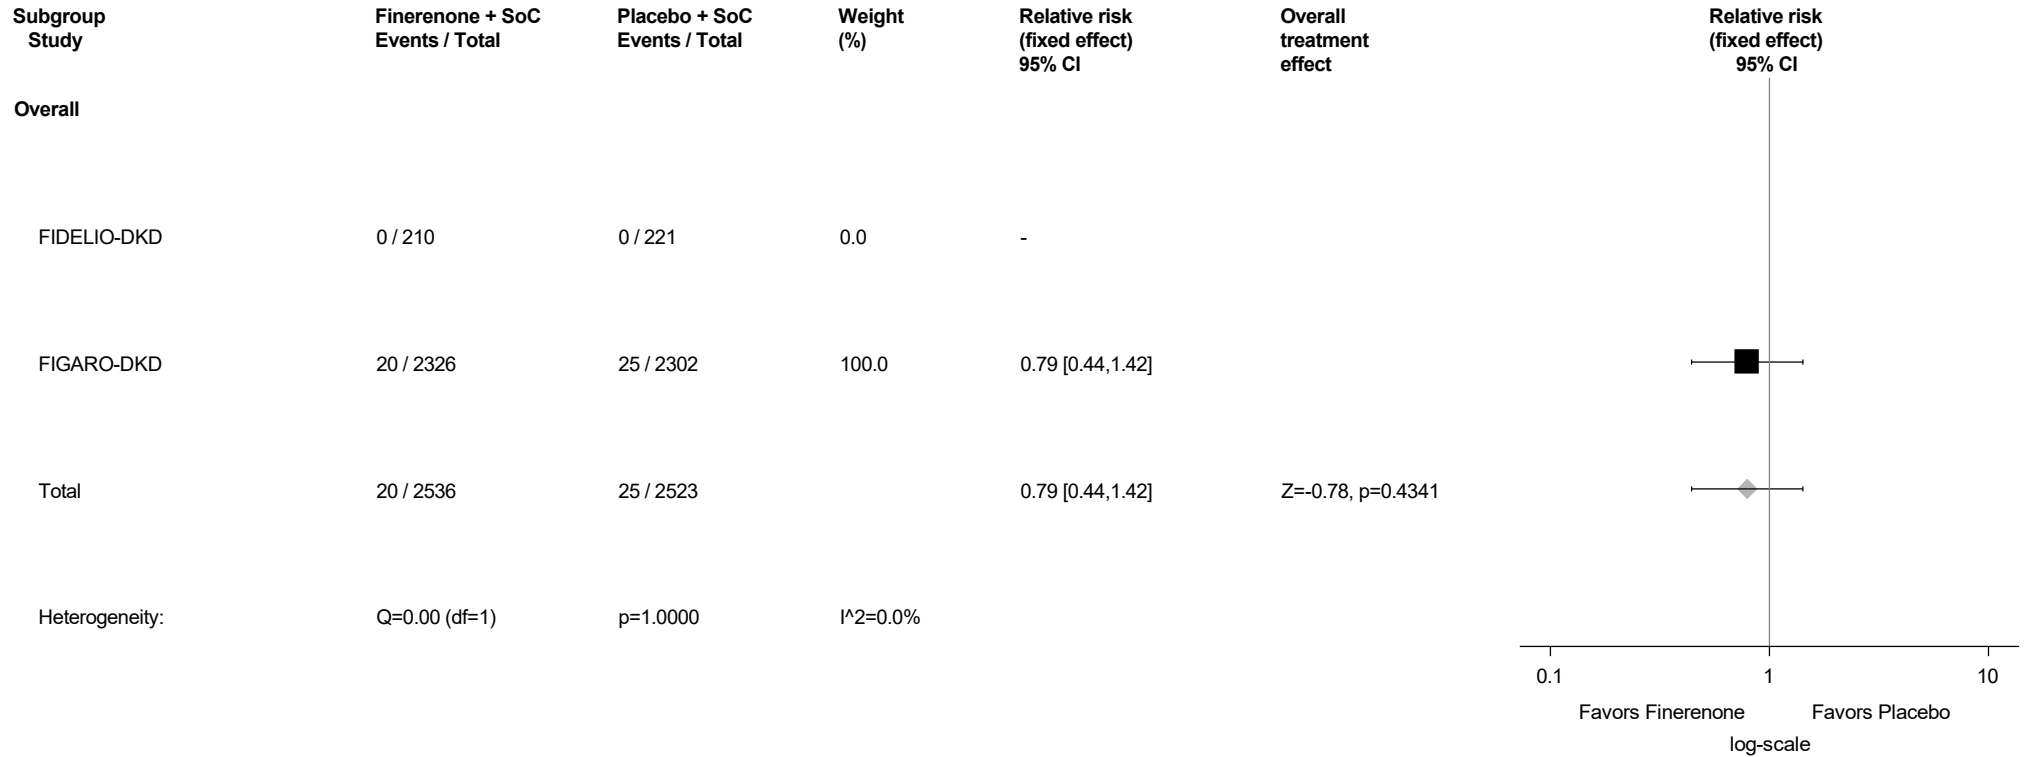 Subgroup Finerenone + SoC Placebo + SoC Weight Relative risk Overall Relative risk
Study Events / Total Events / Total (%) (fixed effect) treatment (fixed effect)
95% CI effect 95% CI
Overall
FIDELIO-DKD 0 / 210 0 / 221 0.0 -
FIGARO-DKD 20 / 2326 25 / 2302 100.0 0.79 [0.44,1.42]
Total 20 / 2536 25 / 2523 0.79 [0.44,1.42] Z=-0.78, p=0.4341
Heterogeneity: Q=0.00 (df=1) p=1.0000 I^2=0.0%
0.1 1 10
Favors Finerenone Favors Placebo
log-scale